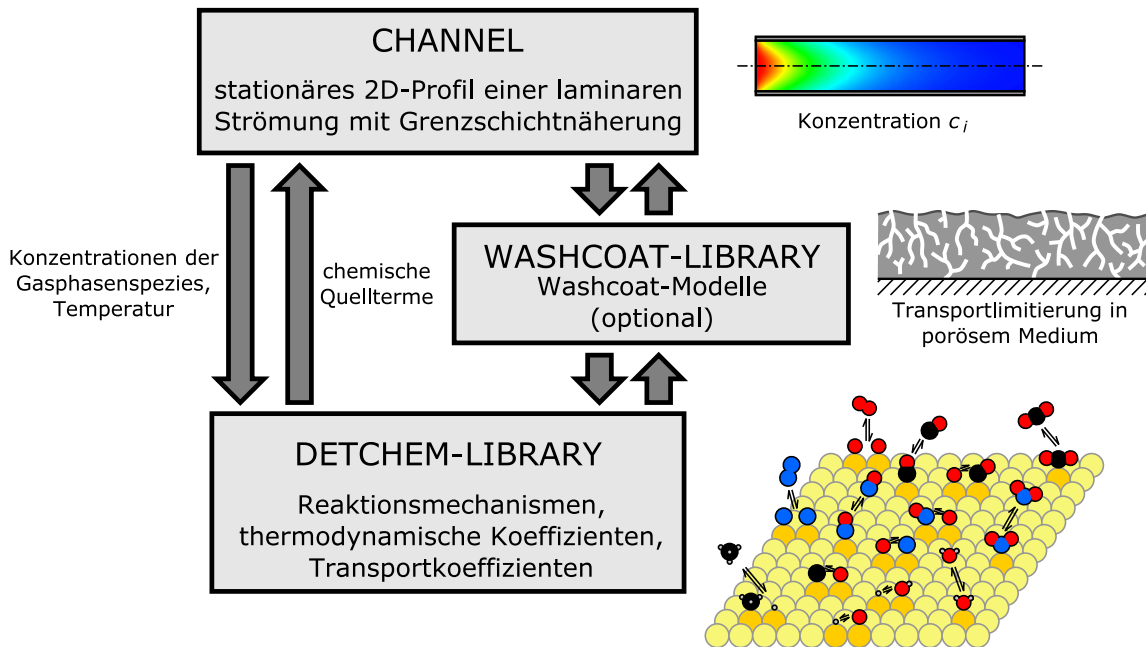 CHANNEL
stationäres 2D-Profil einer laminaren
Strömung mit Grenzschichtnäherung
Konzentration c i
Konzentrationen der
Gasphasenspezies,
Temperatur
chemische
Quellterme
WASHCOAT-LIBRARY
Washcoat-Modelle
(optional)
Transportlimitierung in
porösem Medium
DETCHEM-LIBRARY
Reaktionsmechanismen,
thermodynamische Koeffizienten,
Transportkoeffizienten